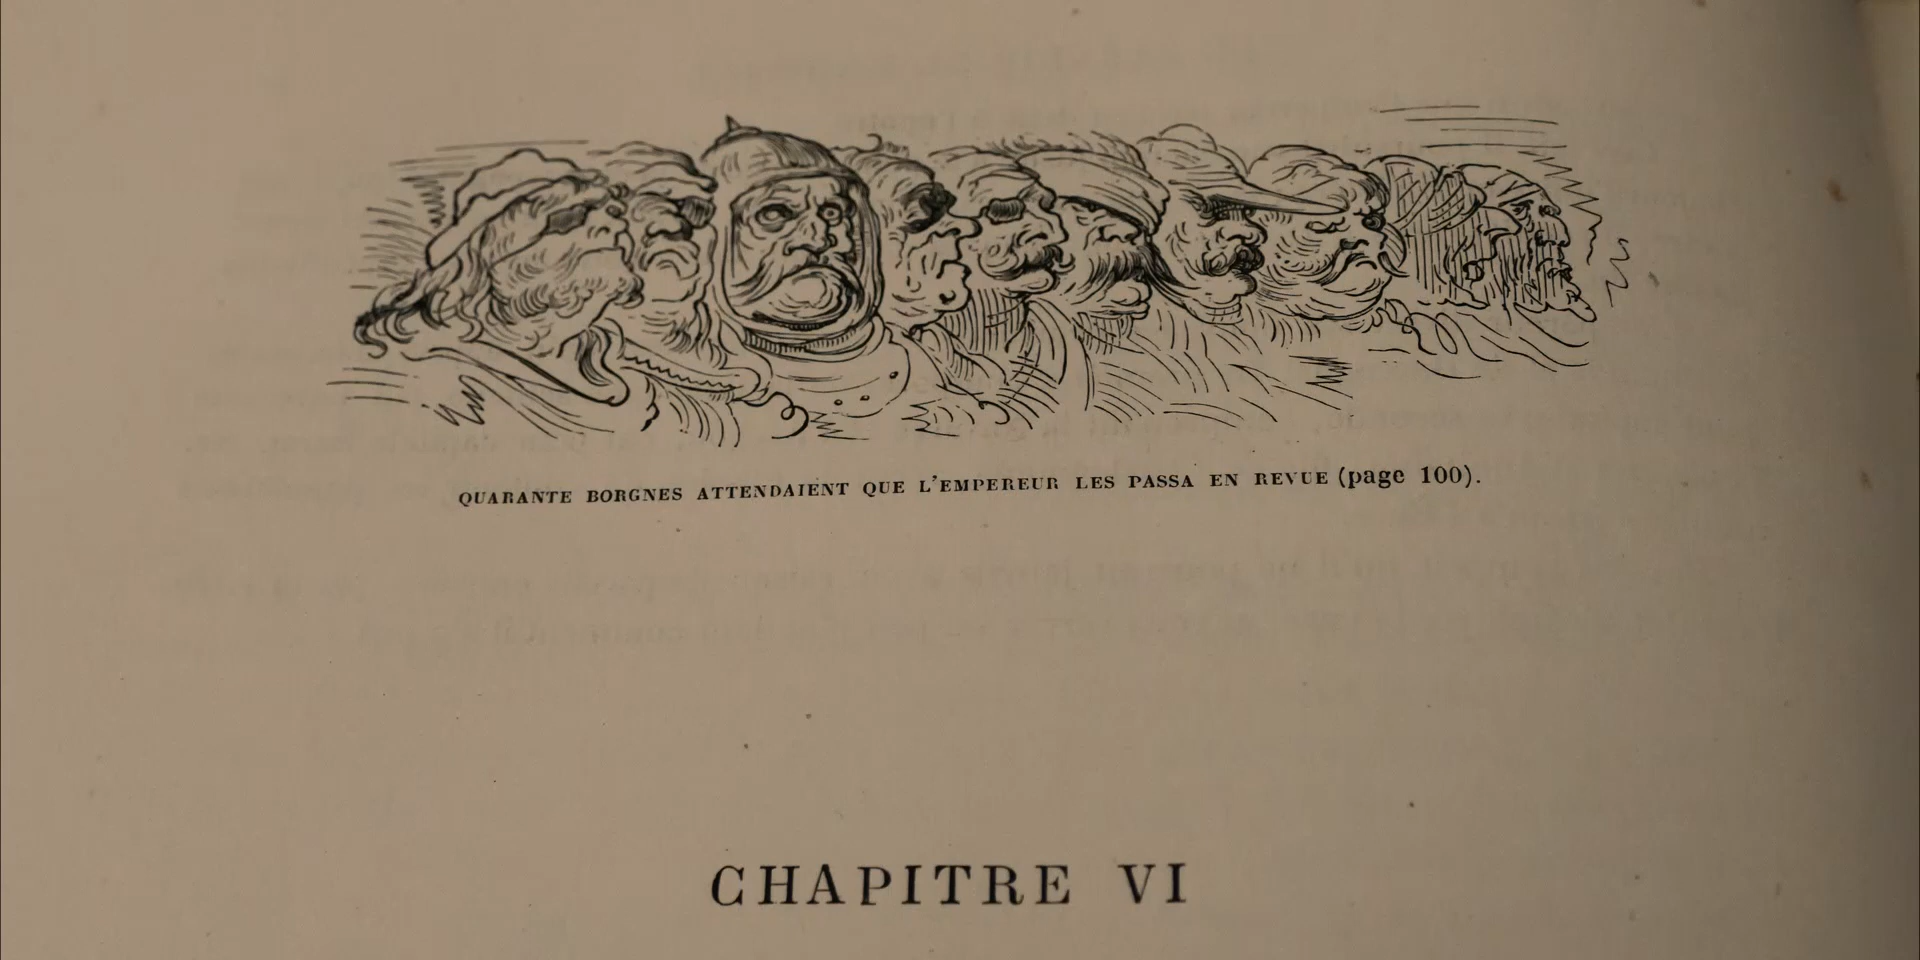 QUARANTE BORGNES ATTENDAIENT QUE L'EMPEREUR LES PASSA EN REVUE (page 100).
CHAPITRE VI